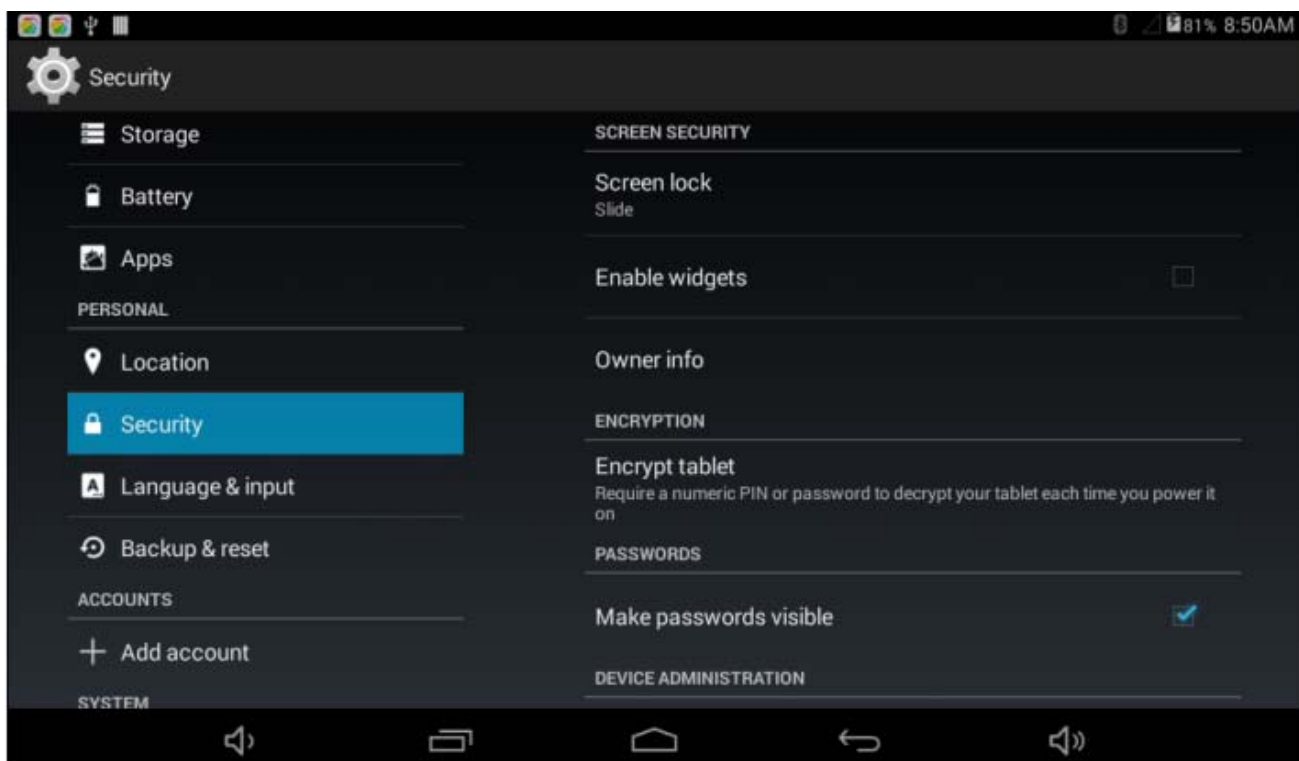 81% 8:50AM
Security
Storage
Battery
Apps
PERSONAL
Location
Security
Language & input
Backup & reset
ACCOUNTS
Add account
SYSTEM
SCREEN SECURITY
Screen lock
Slide
Enable widgets
Owner info
ENCRYPTION
Encrypt tablet
Require a numeric PIN or password to decrypt your tablet each time you power it
on
PASSWORDS
Make passwords visible
DEVICE ADMINISTRATION